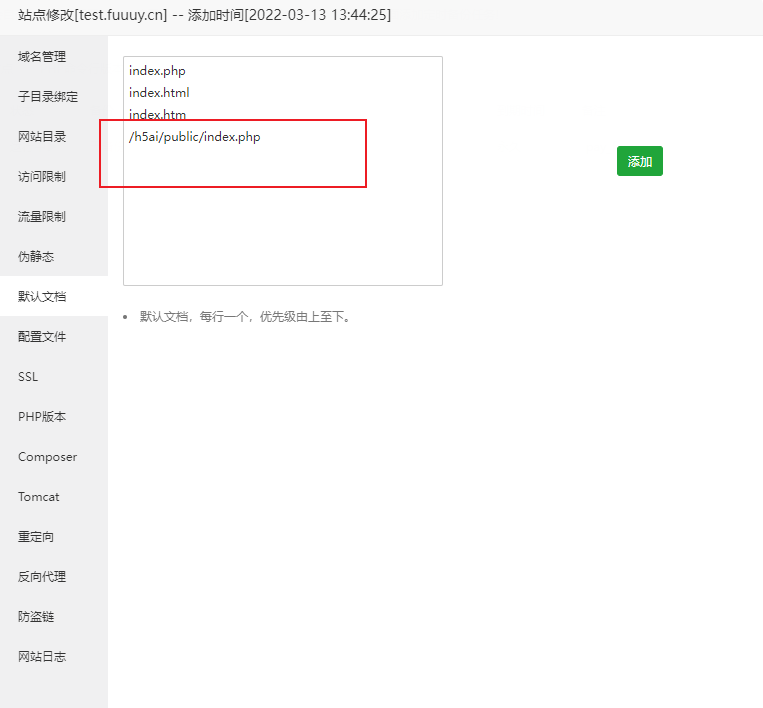 站点修改[test.fuuuy.cn] -- 添加时间[2022-03-13 13:44:25]
域名管理
子目录绑定
网站目录
访问限制
流量限制
伪静态
默认文档
配置文件
SSL
PHP版本
Composer
Tomcat
重定向
反向代理
防盗链
网站日志
index.php
index.html
index.htm
/h5ai/public/index.php
添加
默认文档，每行一个，优先级由上至下。